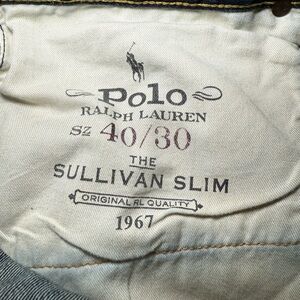 Polo
RALPH LAUREN
SZ 40/30
THE
SULLIVAN SLIM
ORIGINAL RL QUALITY
1967